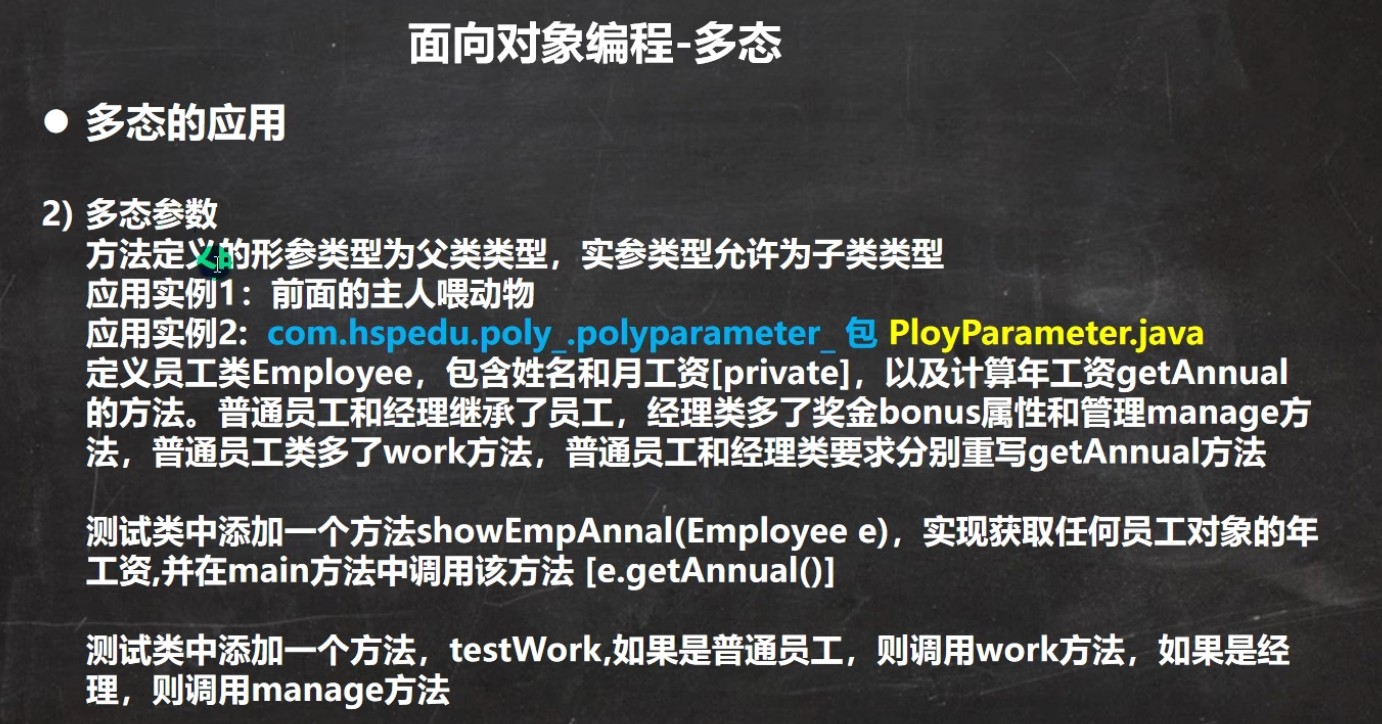 面向对象编程-多态
● 多态的应用
2) 多态参数
方法定义的形参类型为父类类型，实参类型允许为子类类型
应用实例1：前面的主人喂动物
应用实例2：com.hspedu.poly_.polyparameter_ 包 PloyParameter.java
定义员工类Employee，包含姓名和月工资[private]，以及计算年工资getAnnual
的方法。普通员工和经理继承了员工，经理类多了奖金bonus属性和管理manage方
法，普通员工类多了work方法，普通员工和经理类要求分别重写getAnnual方法
测试类中添加一个方法showEmpAnnal(Employee e)，实现获取任何员工对象的年
工资,并在main方法中调用该方法 [e.getAnnual()]
测试类中添加一个方法，testWork,如果是普通员工，则调用work方法，如果是经
理，则调用manage方法